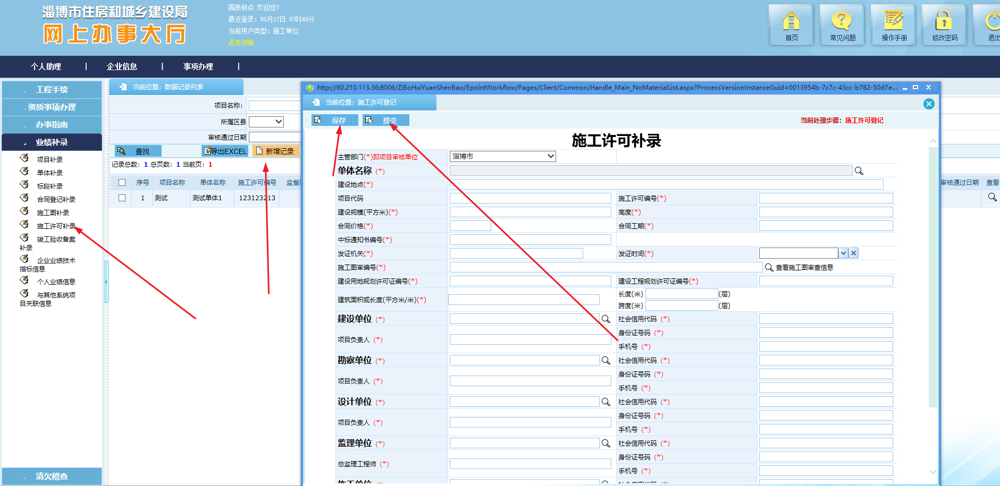 淄博市住房和城乡建设局
网上办事大厅
国泰新点 欢迎您!
最近登录: 05月17日 07时45分
当前用户类型: 施工单位
点击切换
首页
常见问题
操作手册
修改密码
退出
个人助理 | 企业信息 | 事项办理 |
工程手续
资质事项办理
办事指南
业绩补录
项目补录
单体补录
标段补录
合同登记补录
施工图补录
施工许可补录
竣工验收备案
补录
企业业绩技术
指标信息
个人业绩信息
与其他系统项
目关联信息
清欠稽查
当前位置: 数据记录列表
项目名称:
所属区县
审核通过日期
查找
导出EXCEL
新增记录
记录总数: 1 总页数: 1 当前页: 1
序号 项目名称 单体名称 施工许可编号 监督
1 测试 测试单体1 123123213
审核通过日期 查看
http://60.210.113.36:8006/ZiBoHuiYuanShenBao/EpointWorkflow/Pages/Client/Common/Handle_Main_NoMaterialList.aspx?ProcessVersionInstanceGuid=0013954b-7c7c-43cc-b782-50d7e...
当前位置: 施工许可登记
保存
提交
当前处理步骤: 施工许可登记
施工许可补录
主管部门(*)即项目审核单位 淄博市
单体名称 (*)
建设地点(*)
项目代码 施工许可编号(*)
建设规模(平方米)(*) 高度(*)
合同价格(*) 合同工期(*)
中标通知书编号(*)
发证机关(*) 发证时间(*)
施工图审编号(*) 查看施工图审查信息
建设用地规划许可证编号(*) 建设工程规划许可证编号(*)
建筑面积或长度(平方米/米)(*) 长度(米) (层)
跨度(米) (层)
建设单位 (*) 社会信用代码 (*)
项目负责人 (*) 身份证号码 (*)
手机号 (*)
勘察单位 (*) 社会信用代码 (*)
项目负责人 (*) 身份证号码 (*)
手机号 (*)
设计单位 (*) 社会信用代码 (*)
项目负责人 (*) 身份证号码 (*)
手机号 (*)
监理单位 (*) 社会信用代码 (*)
总监理工程师 (*) 身份证号码 (*)
手机号 (*)
施工单位 (*) 社会信用代码 (*)